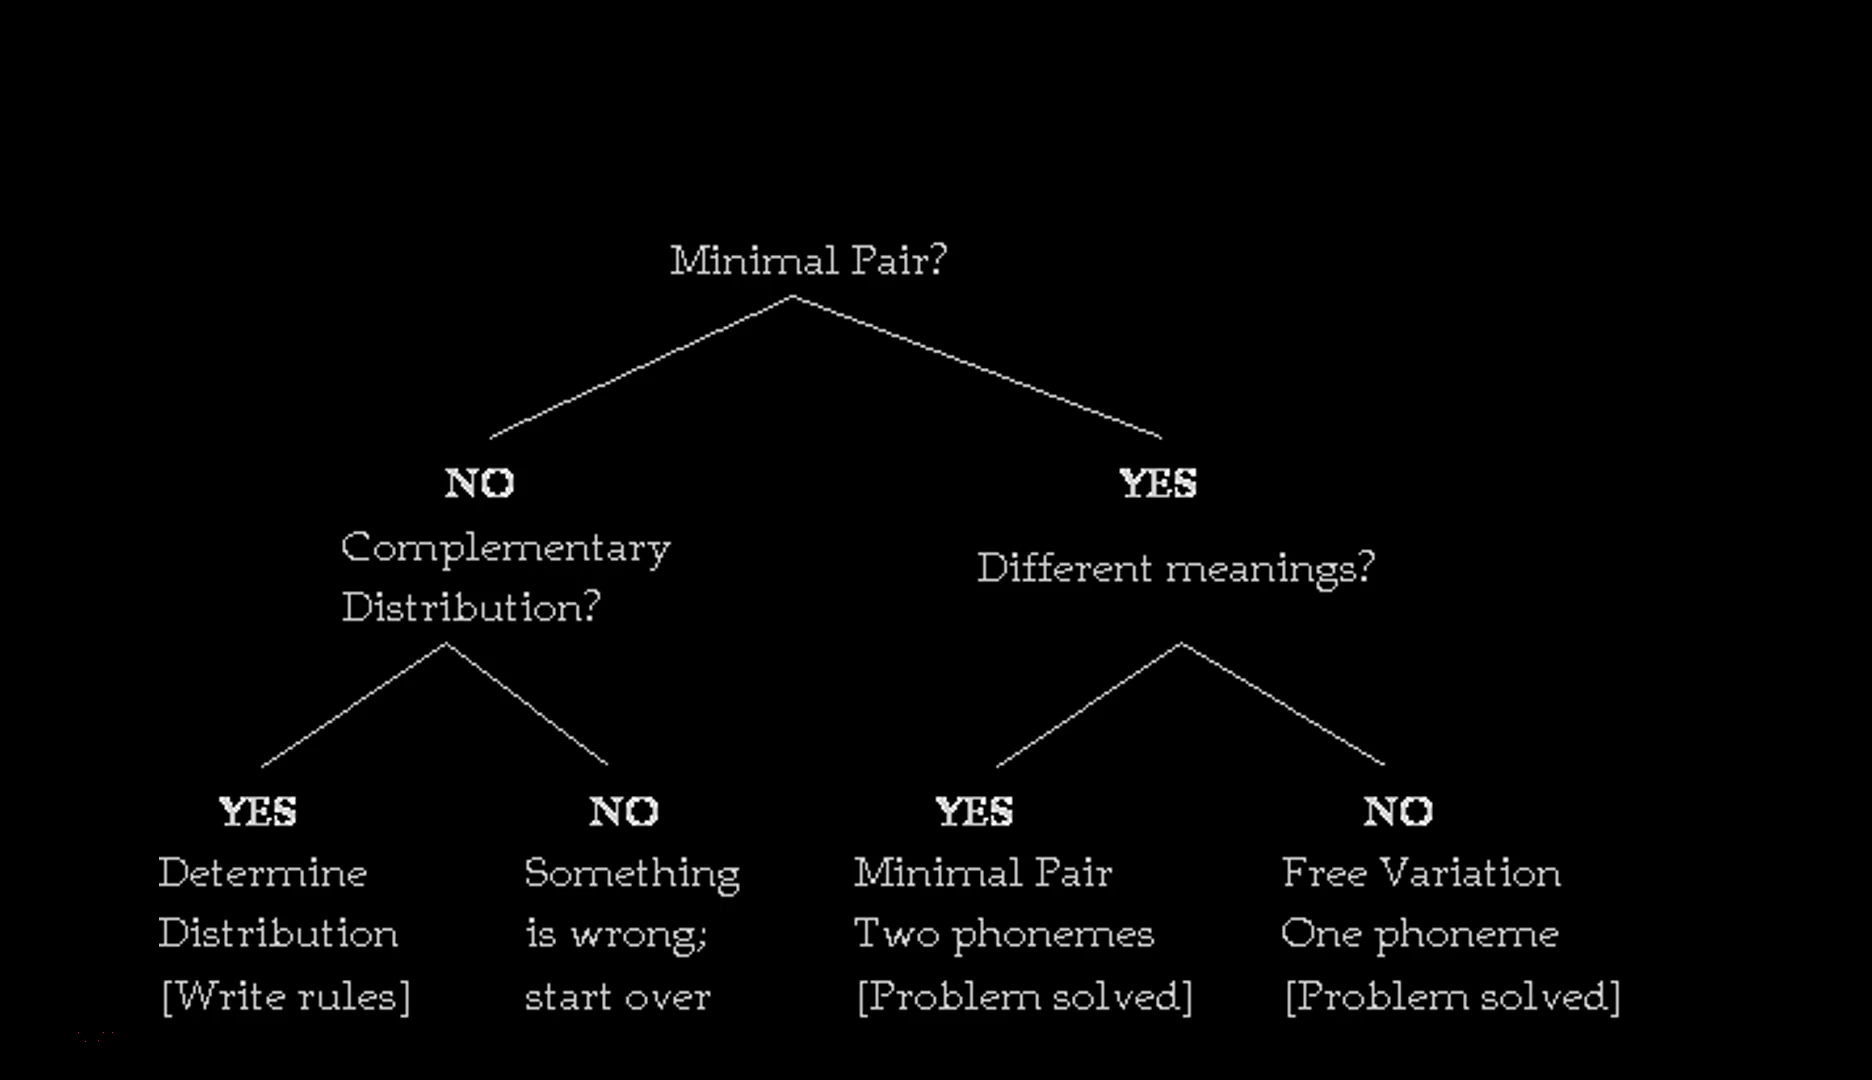 Minimal Pair?
NO
YES
Complementary
Distribution?
Different meanings?
YES
Determine
Distribution
[Write rules]
NO
Something
is wrong;
start over
YES
Minimal Pair
Two phonemes
[Problem solved]
NO
Free Variation
One phoneme
[Problem solved]